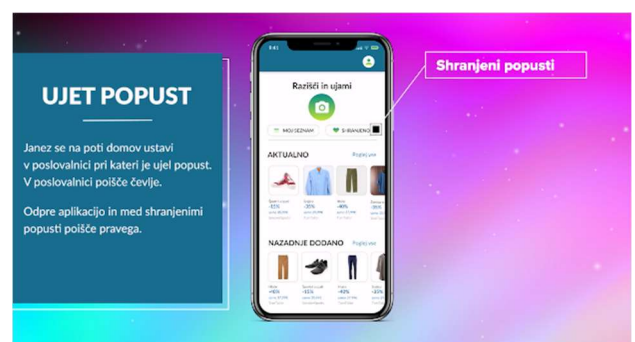 UJET POPUST
Janez se na poti domov ustavi
v poslovalnici pri kateri je ujel popust.
V poslovalnici poišče čevlje.
Odpre aplikacijo in med shranjenimi
popusti poišče pravega.
9:41
Razišči in ujami
MOJ SEZNAM
SHRANJENO
AKTUALNO
Poglej vse
NAZADNJE DODANO
Poglej vse
Shranjeni popusti